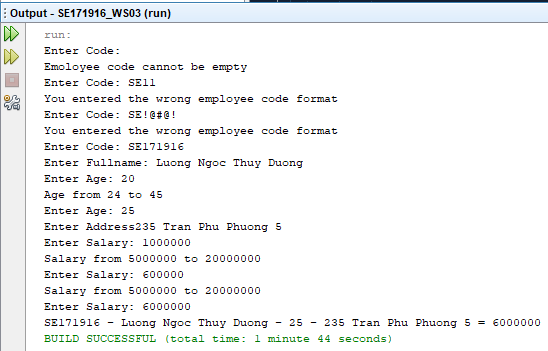 Output - SE171916_WS03 (run)
run:
Enter Code:
Emoloyee code cannot be empty
Enter Code: SE11
You entered the wrong employee code format
Enter Code: SE!@#@!
You entered the wrong employee code format
Enter Code: SE171916
Enter Fullname: Luong Ngoc Thuy Duong
Enter Age: 20
Age from 24 to 45
Enter Age: 25
Enter Address235 Tran Phu Phuong 5
Enter Salary: 1000000
Salary from 5000000 to 20000000
Enter Salary: 600000
Salary from 5000000 to 20000000
Enter Salary: 6000000
SE171916 - Luong Ngoc Thuy Duong - 25 - 235 Tran Phu Phuong 5 = 6000000
BUILD SUCCESSFUL (total time: 1 minute 44 seconds)